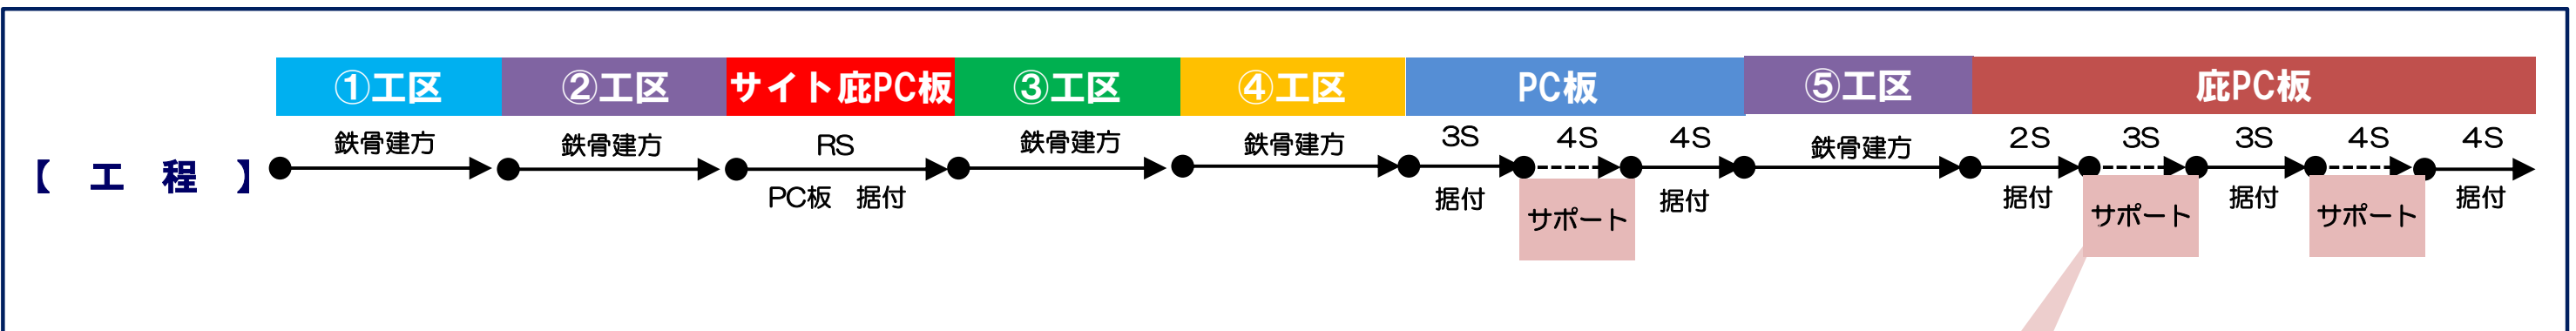 ①工区 ②工区 サイト庇PC板 ③工区 ④工区 PC板 ⑤工区 庇PC板
鉄骨建方 鉄骨建方 RS 鉄骨建方 鉄骨建方 3S 4S 4S 鉄骨建方 2S 3S 3S 4S 4S
【 工 程 】
PC板 据付 据付 サポート 据付 据付 サポート 据付 サポート 据付